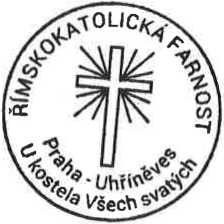 ŘÍMSKOKATOLICKÁ FARNOST
Praha - Uhříněves
U kostela Všech svatých